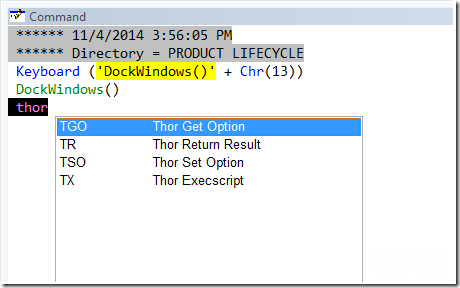 Command
****** 11/4/2014 3:56:05 PM
****** Directory = PRODUCT LIFECYCLE
Keyboard ('DockWindows()' + Chr(13))
DockWindows()
thor
TGO Thor Get Option
TR Thor Return Result
TSO Thor Set Option
TX Thor Execscript